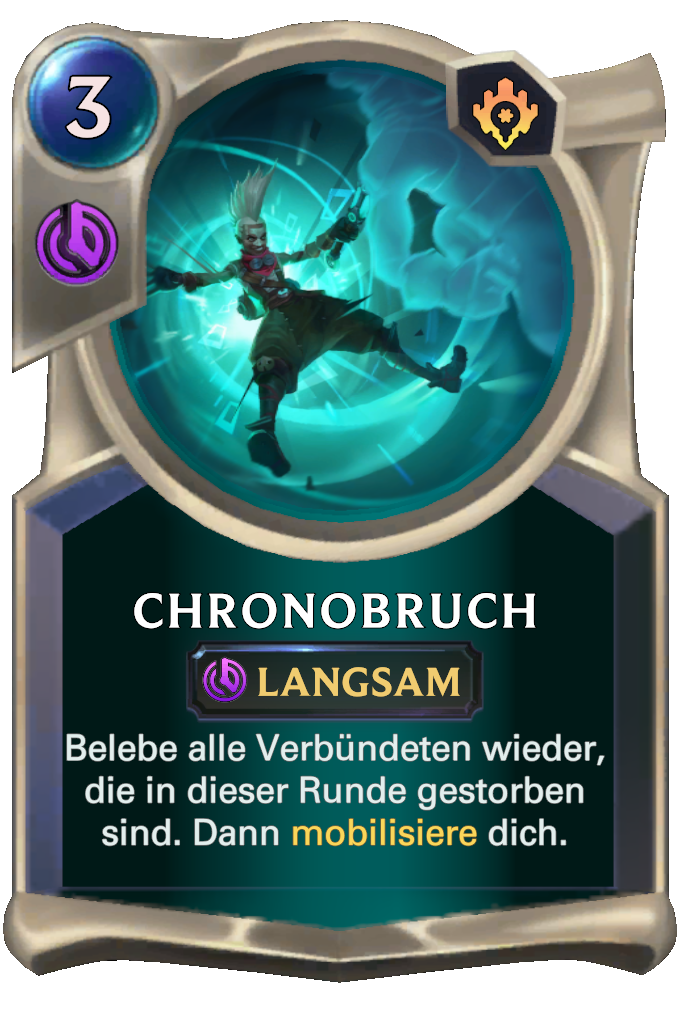 3
CHRONOBRUCH
LANGSAM
Belebe alle Verbündeten wieder,
die in dieser Runde gestorben
sind. Dann mobilisiere dich.